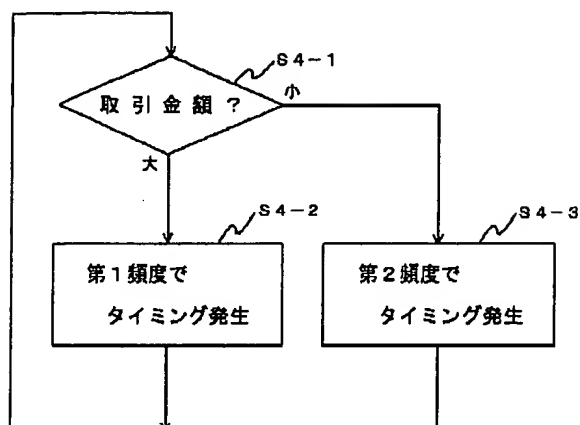 S4-1
取引金額?
小
大
S4-2
S4-3
第1頻度で
タイミング発生
第2頻度で
タイミング発生